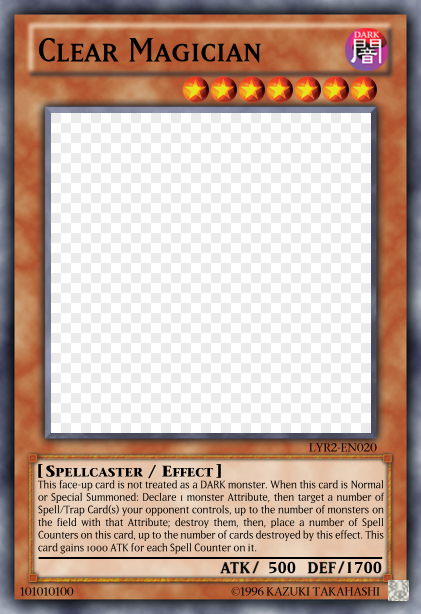 Clear Magician
DARK
闇
LYR2-EN020
[Spellcaster / Effect]
This face-up card is not treated as a DARK monster. When this card is Normal
or Special Summoned: Declare 1 monster Attribute, then target a number of
Spell/Trap Card(s) your opponent controls, up to the number of monsters on
the field with that Attribute; destroy them, then, place a number of Spell
Counters on this card, up to the number of cards destroyed by this effect. This
card gains 1000 ATK for each Spell Counter on it.
ATK/ 500 DEF/1700
101010100
©1996 KAZUKI TAKAHASHI